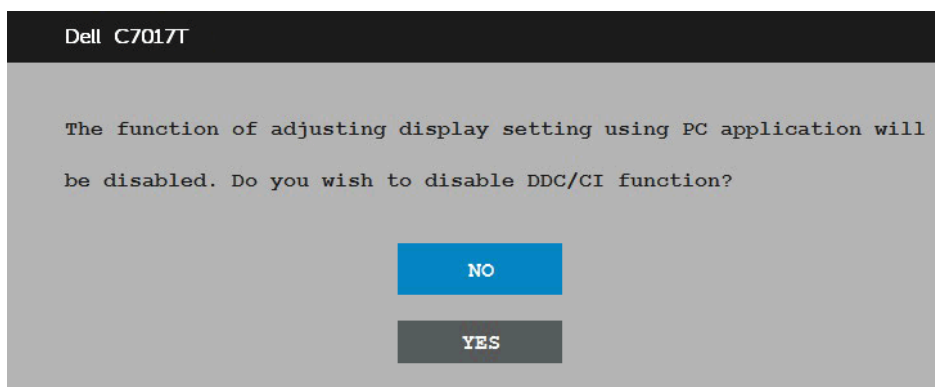 Dell C7017T
The function of adjusting display setting using PC application will
be disabled. Do you wish to disable DDC/CI function?
NO
YES